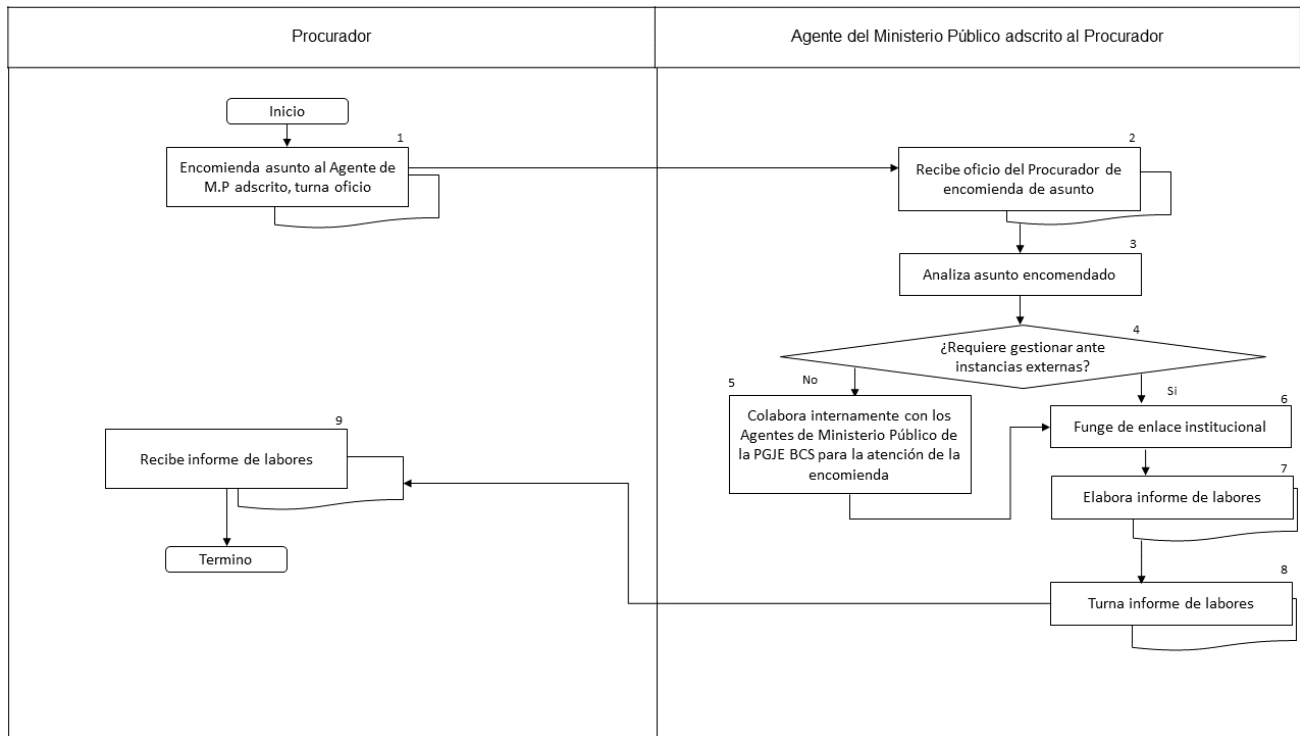 Procurador
Agente del Ministerio Público adscrito al Procurador
Inicio
1
Encomienda asunto al Agente de
M.P adscrito, turna oficio
2
Recibe oficio del Procurador de
encomienda de asunto
3
Analiza asunto encomendado
4
¿Requiere gestionar ante
instancias externas?
No
Si
5
Colabora internamente con los
Agentes de Ministerio Público de
la PGJE BCS para la atención de la
encomienda
6
Funge de enlace institucional
7
Elabora informe de labores
8
Turna informe de labores
9
Recibe informe de labores
Termino